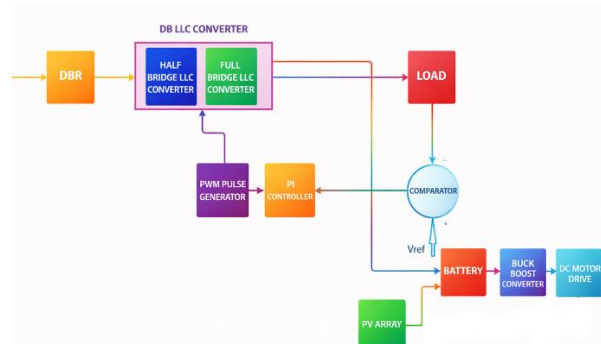 DB LLC CONVERTER
DBR
HALF
BRIDGE LLC
CONVERTER
FULL
BRIDGE LLC
CONVERTER
LOAD
PWM PULSE
GENERATOR
PI
CONTROLLER
COMPARATOR
Vref
BATTERY
BUCK
BOOST
CONVERTER
DC MOTOR
DRIVE
PV ARRAY